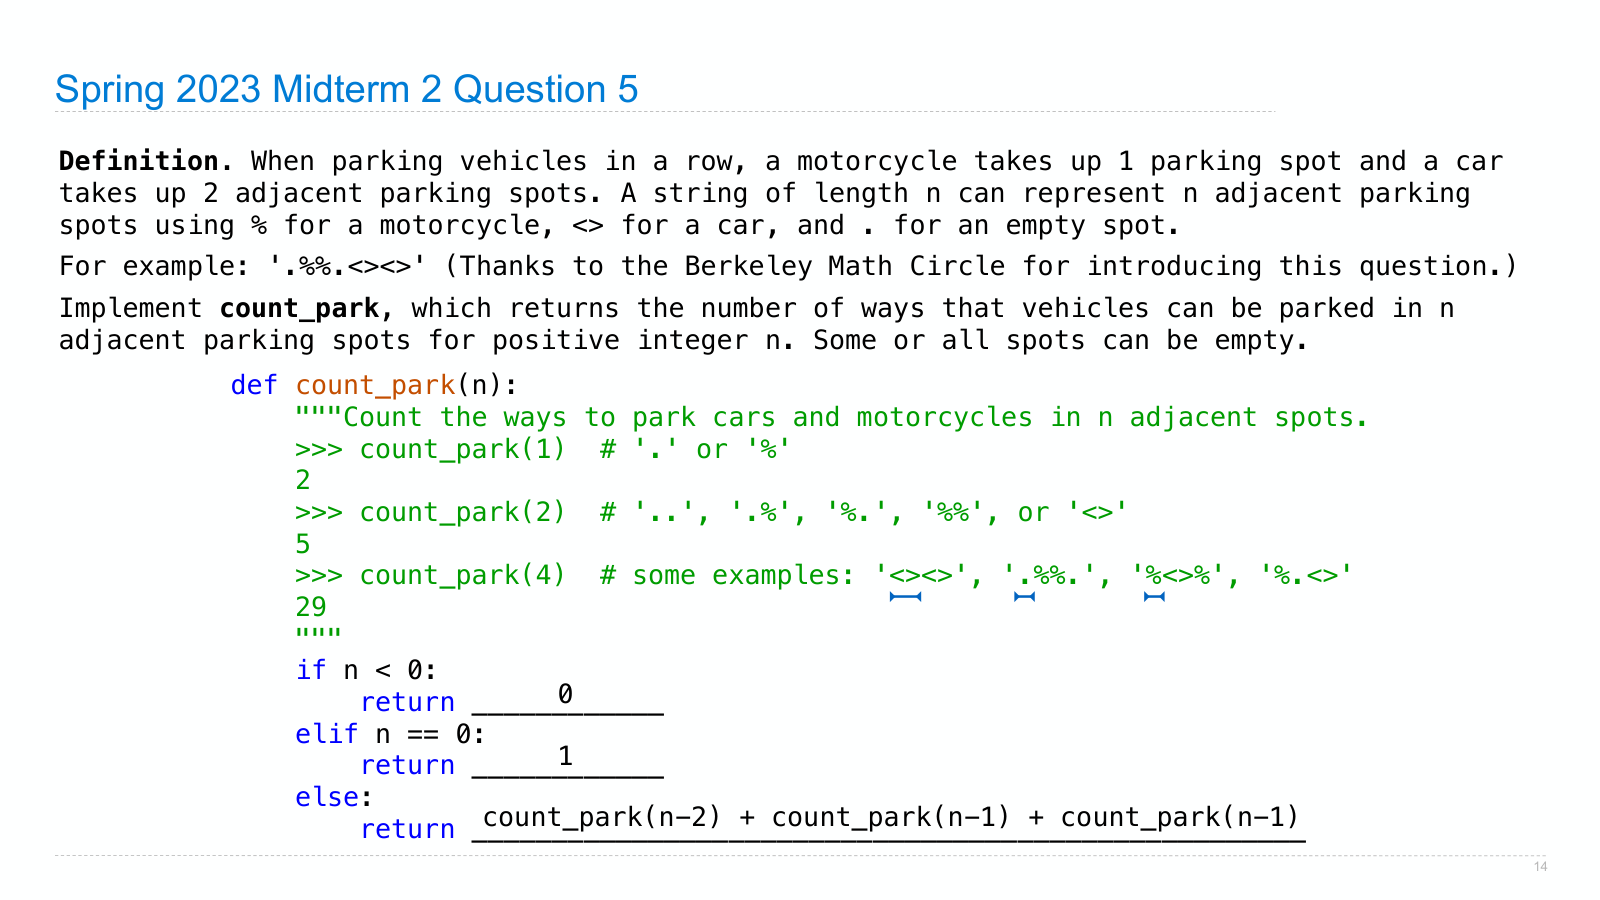 Spring 2023 Midterm 2 Question 5
Definition. When parking vehicles in a row, a motorcycle takes up 1 parking spot and a car
takes up 2 adjacent parking spots. A string of length n can represent n adjacent parking
spots using % for a motorcycle, <> for a car, and . for an empty spot.
For example: '.%%.<><>' (Thanks to the Berkeley Math Circle for introducing this question.)
Implement count_park, which returns the number of ways that vehicles can be parked in n
adjacent parking spots for positive integer n. Some or all spots can be empty.
def count_park(n):
"""Count the ways to park cars and motorcycles in n adjacent spots.
>>> count_park(1)  # '.' or '%'
2
>>> count_park(2)  # '..', '.%', '%.', '%%', or '<>'
5
>>> count_park(4)  # some examples: '<><>', '.%%.', '%<>%', '%.<>'
29
"""
if n < 0:
return 0
elif n == 0:
return 1
else:
return count_park(n-2) + count_park(n-1) + count_park(n-1)
14